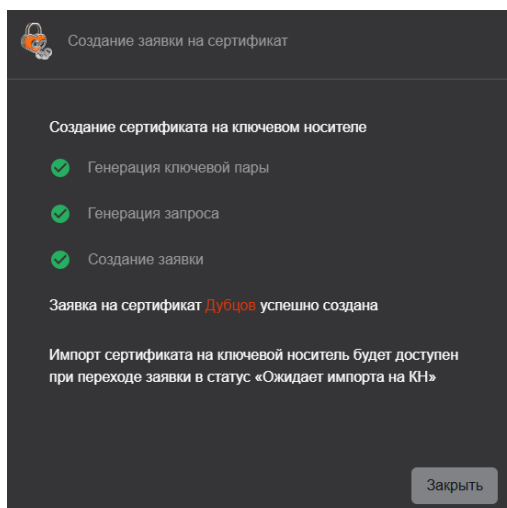 Создание заявки на сертификат
Создание сертификата на ключевом носителе
Генерация ключевой пары
Генерация запроса
Создание заявки
Заявка на сертификат Дубцов успешно создана
Импорт сертификата на ключевой носитель будет доступен
при переходе заявки в статус «Ожидает импорта на КН»
Закрыть